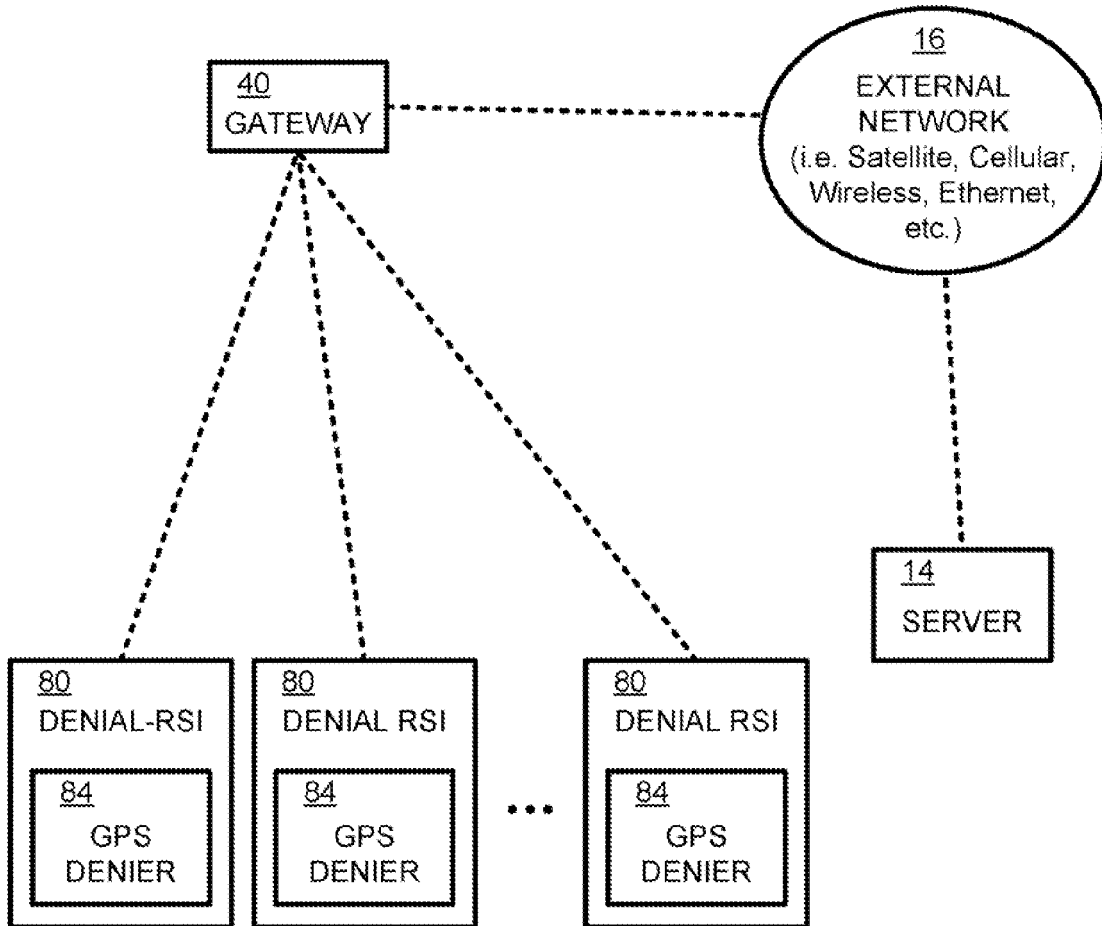 16
EXTERNAL
NETWORK
(i.e. Satellite, Cellular,
Wireless, Ethernet,
etc.)
40
GATEWAY
14
SERVER
80
DENIAL-RSI
84
GPS
DENIER
80
DENIAL RSI
84
GPS
DENIER
•••
80
DENIAL RSI
84
GPS
DENIER